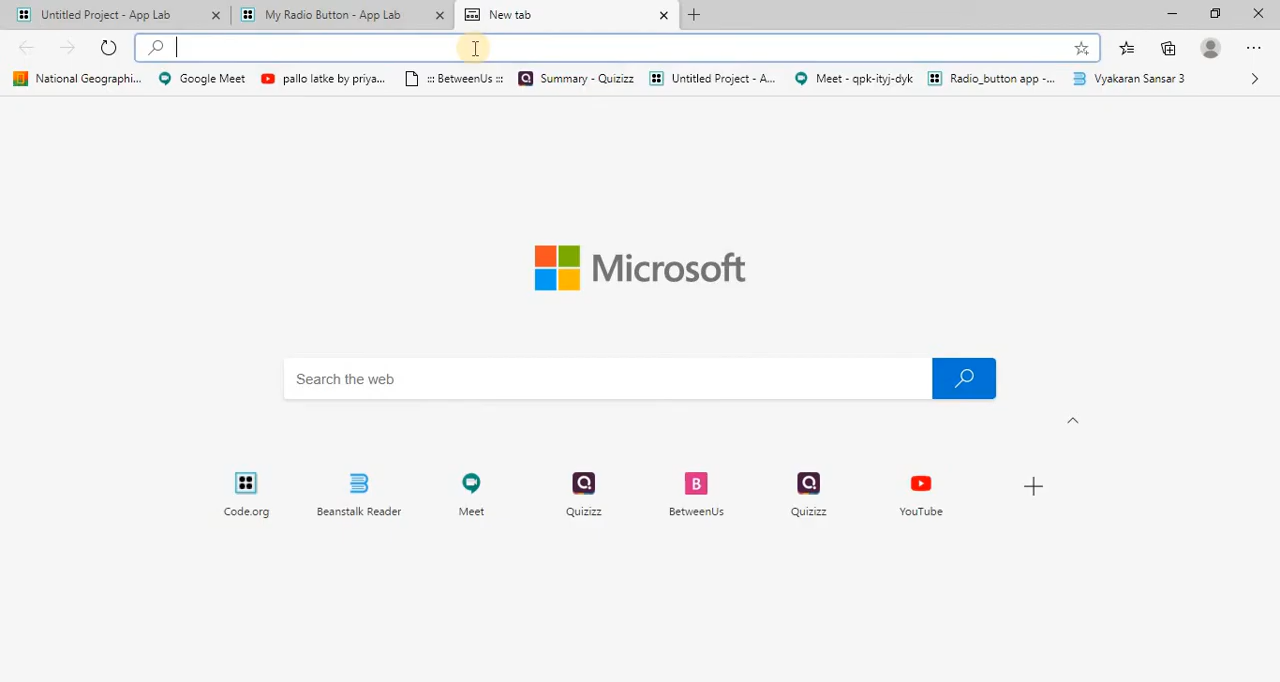 Untitled Project - App Lab
My Radio Button - App Lab
New tab
National Geographi...
Google Meet
pallo latke by priya...
::: BetweenUs :::
Summary - Quizizz
Untitled Project - A...
Meet - qpk-ityj-dyk
Radio_button app -...
Vyakaran Sansar 3
Microsoft
Search the web
Code.org
Beanstalk Reader
Meet
Quizizz
B
BetweenUs
Quizizz
YouTube